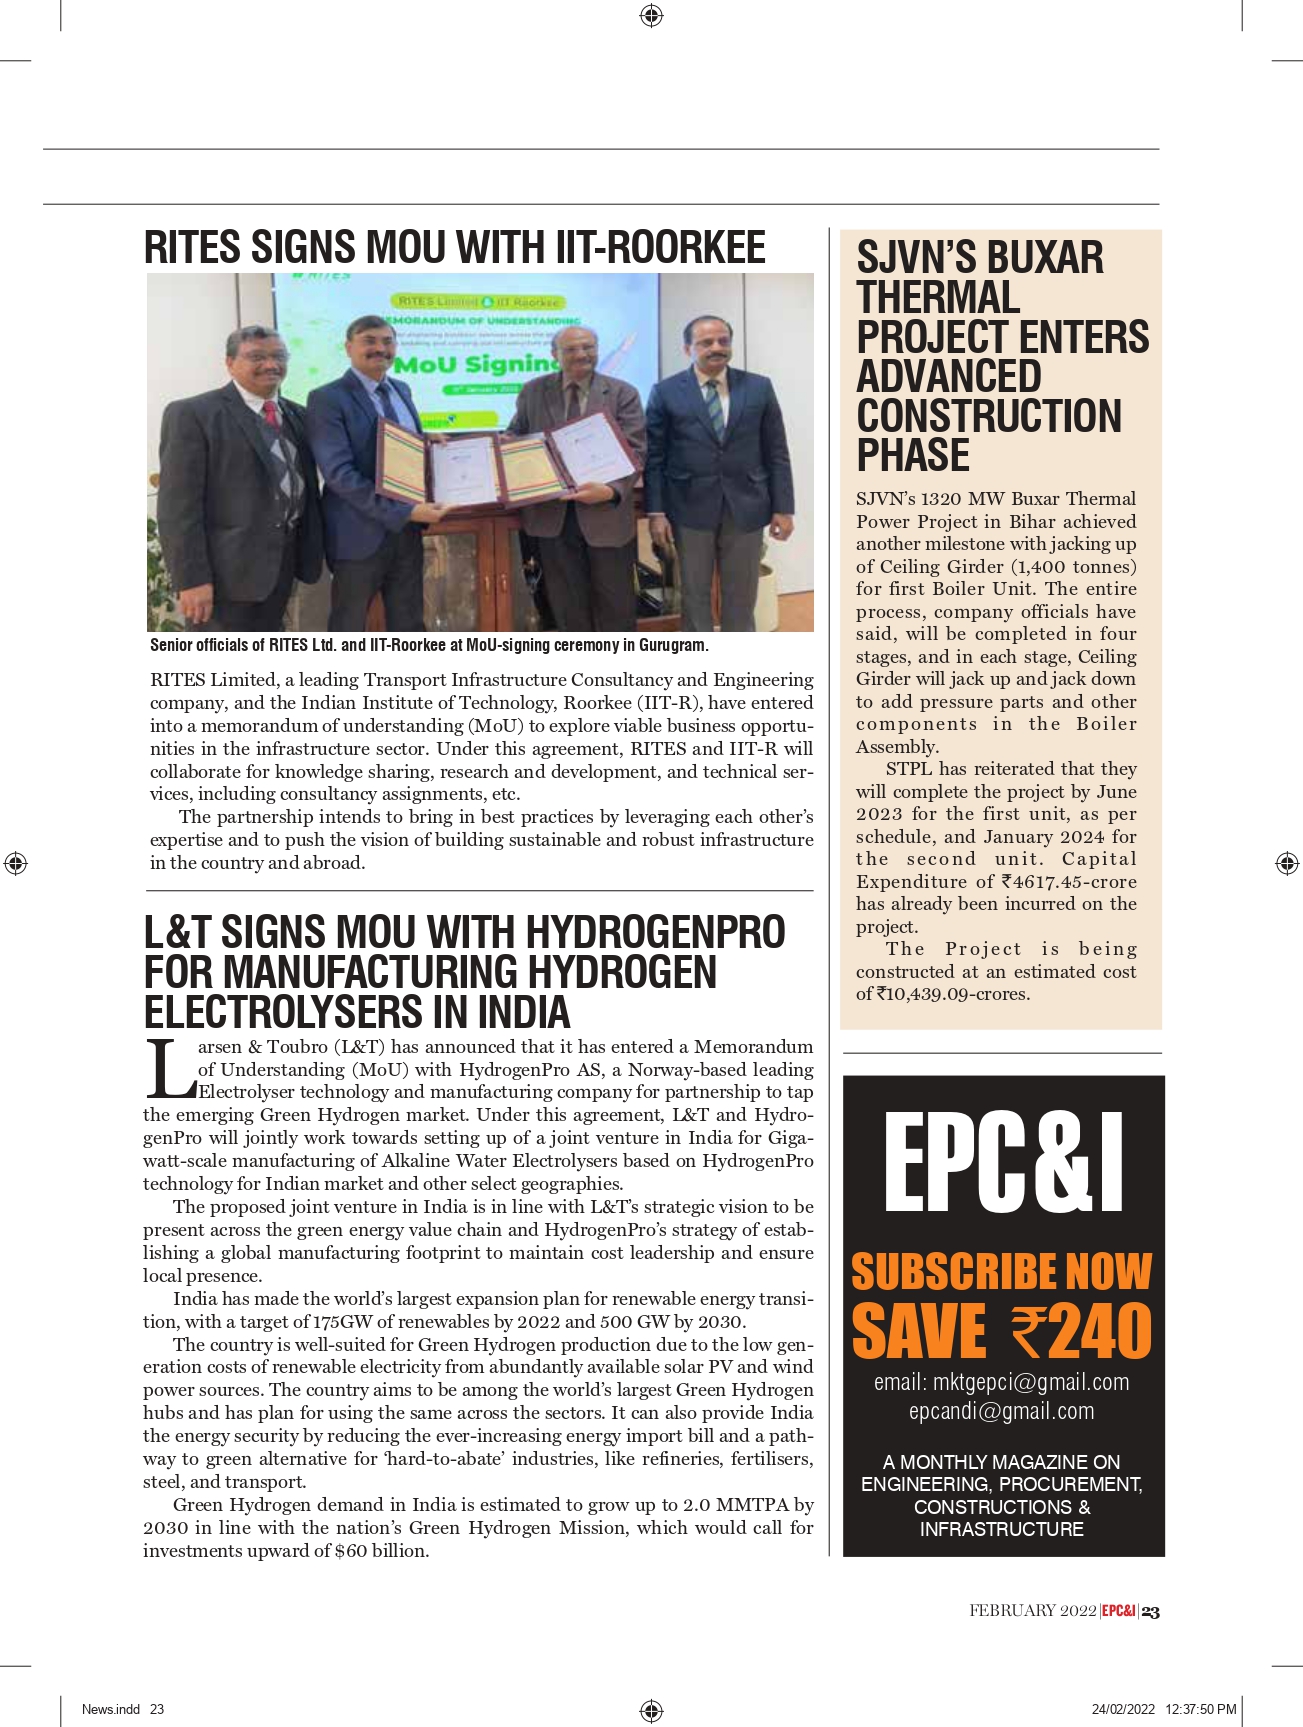 RITES SIGNS MOU WITH IIT-ROORKEE
RITES
RITES Limited & IIT Roorkee
MEMORANDUM OF UNDERSTANDING
MoU Signing
Senior officials of RITES Ltd. and IIT-Roorkee at MoU-signing ceremony in Gurugram.
RITES Limited, a leading Transport Infrastructure Consultancy and Engineering
company, and the Indian Institute of Technology, Roorkee (IIT-R), have entered
into a memorandum of understanding (MoU) to explore viable business opportu-
nities in the infrastructure sector. Under this agreement, RITES and IIT-R will
collaborate for knowledge sharing, research and development, and technical ser-
vices, including consultancy assignments, etc.
The partnership intends to bring in best practices by leveraging each other's
expertise and to push the vision of building sustainable and robust infrastructure
in the country and abroad.
L&T SIGNS MOU WITH HYDROGENPRO
FOR MANUFACTURING HYDROGEN
ELECTROLYSERS IN INDIA
Larsen & Toubro (L&T) has announced that it has entered a Memorandum
of Understanding (MoU) with HydrogenPro AS, a Norway-based leading
Electrolyser technology and manufacturing company for partnership to tap
the emerging Green Hydrogen market. Under this agreement, L&T and Hydro-
genPro will jointly work towards setting up of a joint venture in India for Giga-
watt-scale manufacturing of Alkaline Water Electrolysers based on HydrogenPro
technology for Indian market and other select geographies.
The proposed joint venture in India is in line with L&T's strategic vision to be
present across the green energy value chain and HydrogenPro's strategy of estab-
lishing a global manufacturing footprint to maintain cost leadership and ensure
local presence.
India has made the world's largest expansion plan for renewable energy transi-
tion, with a target of 175GW of renewables by 2022 and 500 GW by 2030.
The country is well-suited for Green Hydrogen production due to the low gen-
eration costs of renewable electricity from abundantly available solar PV and wind
power sources. The country aims to be among the world's largest Green Hydrogen
hubs and has plan for using the same across the sectors. It can also provide India
the energy security by reducing the ever-increasing energy import bill and a path-
way to green alternative for 'hard-to-abate' industries, like refineries, fertilisers,
steel, and transport.
Green Hydrogen demand in India is estimated to grow up to 2.0 MMTPA by
2030 in line with the nation's Green Hydrogen Mission, which would call for
investments upward of $60 billion.
SJVN'S BUXAR
THERMAL
PROJECT ENTERS
ADVANCED
CONSTRUCTION
PHASE
SJVN's 1320 MW Buxar Thermal
Power Project in Bihar achieved
another milestone with jacking up
of Ceiling Girder (1,400 tonnes)
for first Boiler Unit. The entire
process, company officials have
said, will be completed in four
stages, and in each stage, Ceiling
Girder will jack up and jack down
to add pressure parts and other
components in the Boiler
Assembly.
STPL has reiterated that they
will complete the project by June
2023 for the first unit, as per
schedule, and January 2024 for
the second unit. Capital
Expenditure of ₹4617.45-crore
has already been incurred on the
project.
The Project is being
constructed at an estimated cost
of ₹10,439.09-crores.
EPC&I
SUBSCRIBE NOW
SAVE ₹240
email: mktgepci@gmail.com
epcandi@gmail.com
A MONTHLY MAGAZINE ON
ENGINEERING, PROCUREMENT,
CONSTRUCTIONS &
INFRASTRUCTURE
FEBRUARY 2022 |EPC&I| 23
News.indd 23
24/02/2022 12:37:50 PM